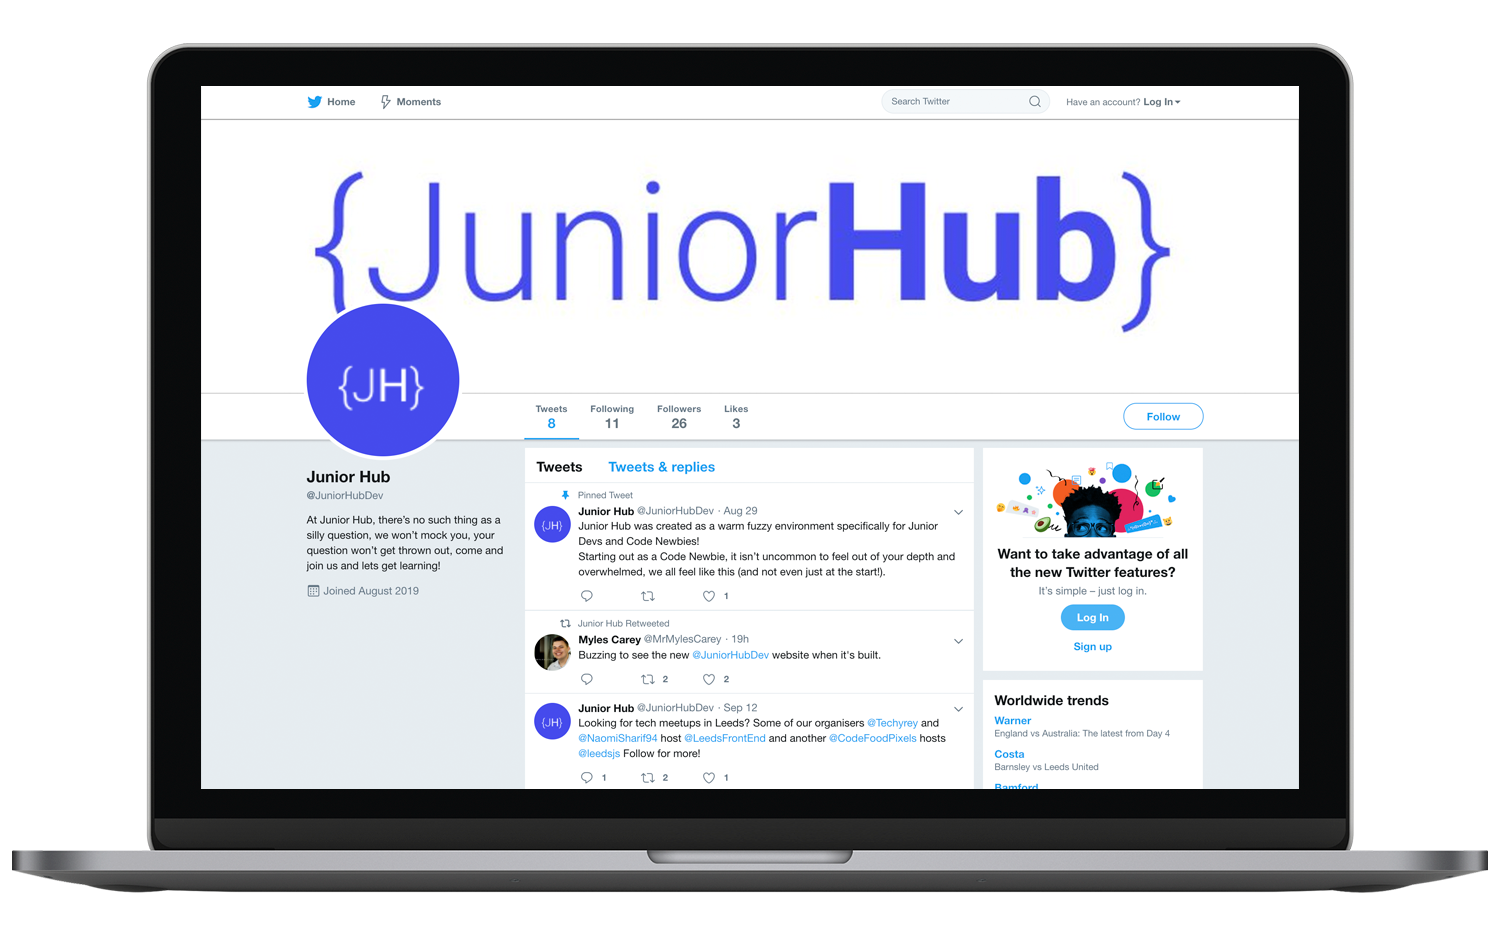 Home
Moments
Search Twitter
Have an account? Log In
{JuniorHub}
{JH}
Tweets
8
Following
11
Followers
26
Likes
3
Follow
Junior Hub
@JuniorHubDev
At Junior Hub, there's no such thing as a
silly question, we won't mock you, your
question won't get thrown out, come and
join us and lets get learning!
Joined August 2019
Tweets
Tweets & replies
Pinned Tweet
{JH}
Junior Hub @JuniorHubDev · Aug 29
Junior Hub was created as a warm fuzzy environment specifically for Junior
Devs and Code Newbies!
Starting out as a Code Newbie, it isn't uncommon to feel out of your depth and
overwhelmed, we all feel like this (and not even just at the start!).
1
Junior Hub Retweeted
Myles Carey @MrMylesCarey · 19h
Buzzing to see the new @JuniorHubDev website when it's built.
2
2
{JH}
Junior Hub @JuniorHubDev · Sep 12
Looking for tech meetups in Leeds? Some of our organisers @Techyrey and
@NaomiSharif94 host @LeedsFrontEnd and another @CodeFoodPixels hosts
@leedsjs Follow for more!
1
2
1
Want to take advantage of all
the new Twitter features?
It's simple – just log in.
Log In
Sign up
Worldwide trends
Warner
England vs Australia: The latest from Day 4
Costa
Barnsley vs Leeds United
Bamford